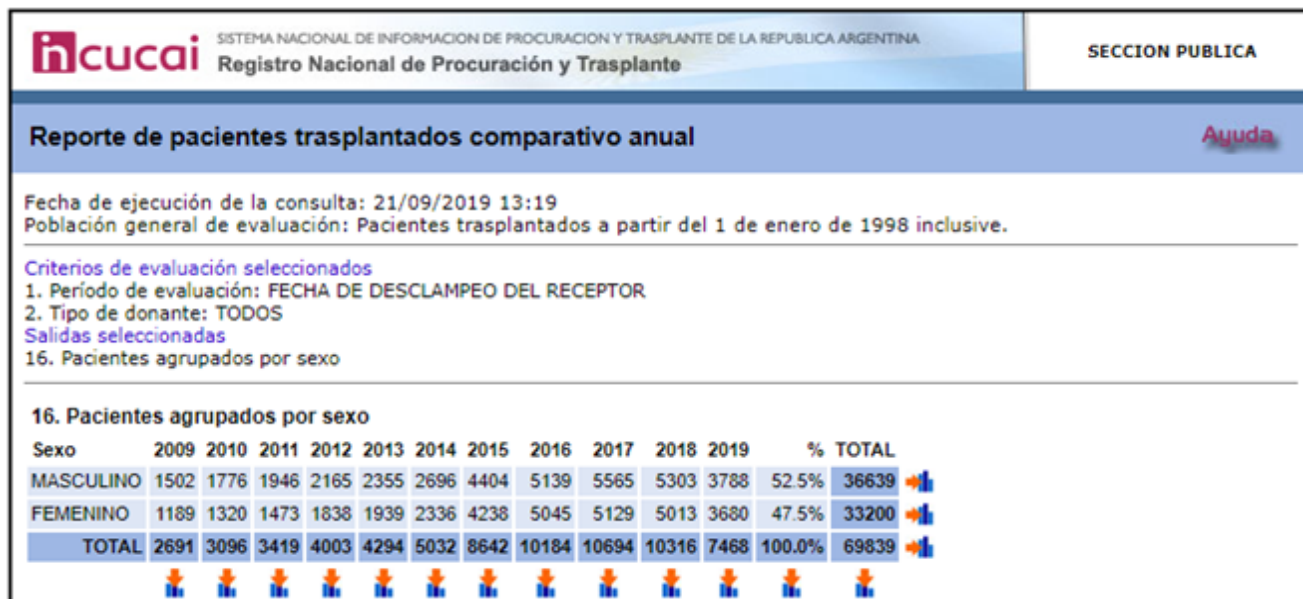 incucai
SISTEMA NACIONAL DE INFORMACION DE PROCURACION Y TRASPLANTE DE LA REPUBLICA ARGENTINA
Registro Nacional de Procuración y Trasplante
SECCION PUBLICA
Reporte de pacientes trasplantados comparativo anual
Ayuda
Fecha de ejecución de la consulta: 21/09/2019 13:19
Población general de evaluación: Pacientes trasplantados a partir del 1 de enero de 1998 inclusive.
Criterios de evaluación seleccionados
1. Período de evaluación: FECHA DE DESCLAMPEO DEL RECEPTOR
2. Tipo de donante: TODOS
Salidas seleccionadas
16. Pacientes agrupados por sexo
16. Pacientes agrupados por sexo
Sexo 2009 2010 2011 2012 2013 2014 2015 2016 2017 2018 2019 % TOTAL
MASCULINO 1502 1776 1946 2165 2355 2696 4404 5139 5565 5303 3788 52.5% 36639
FEMENINO 1189 1320 1473 1838 1939 2336 4238 5045 5129 5013 3680 47.5% 33200
TOTAL 2691 3096 3419 4003 4294 5032 8642 10184 10694 10316 7468 100.0% 69839